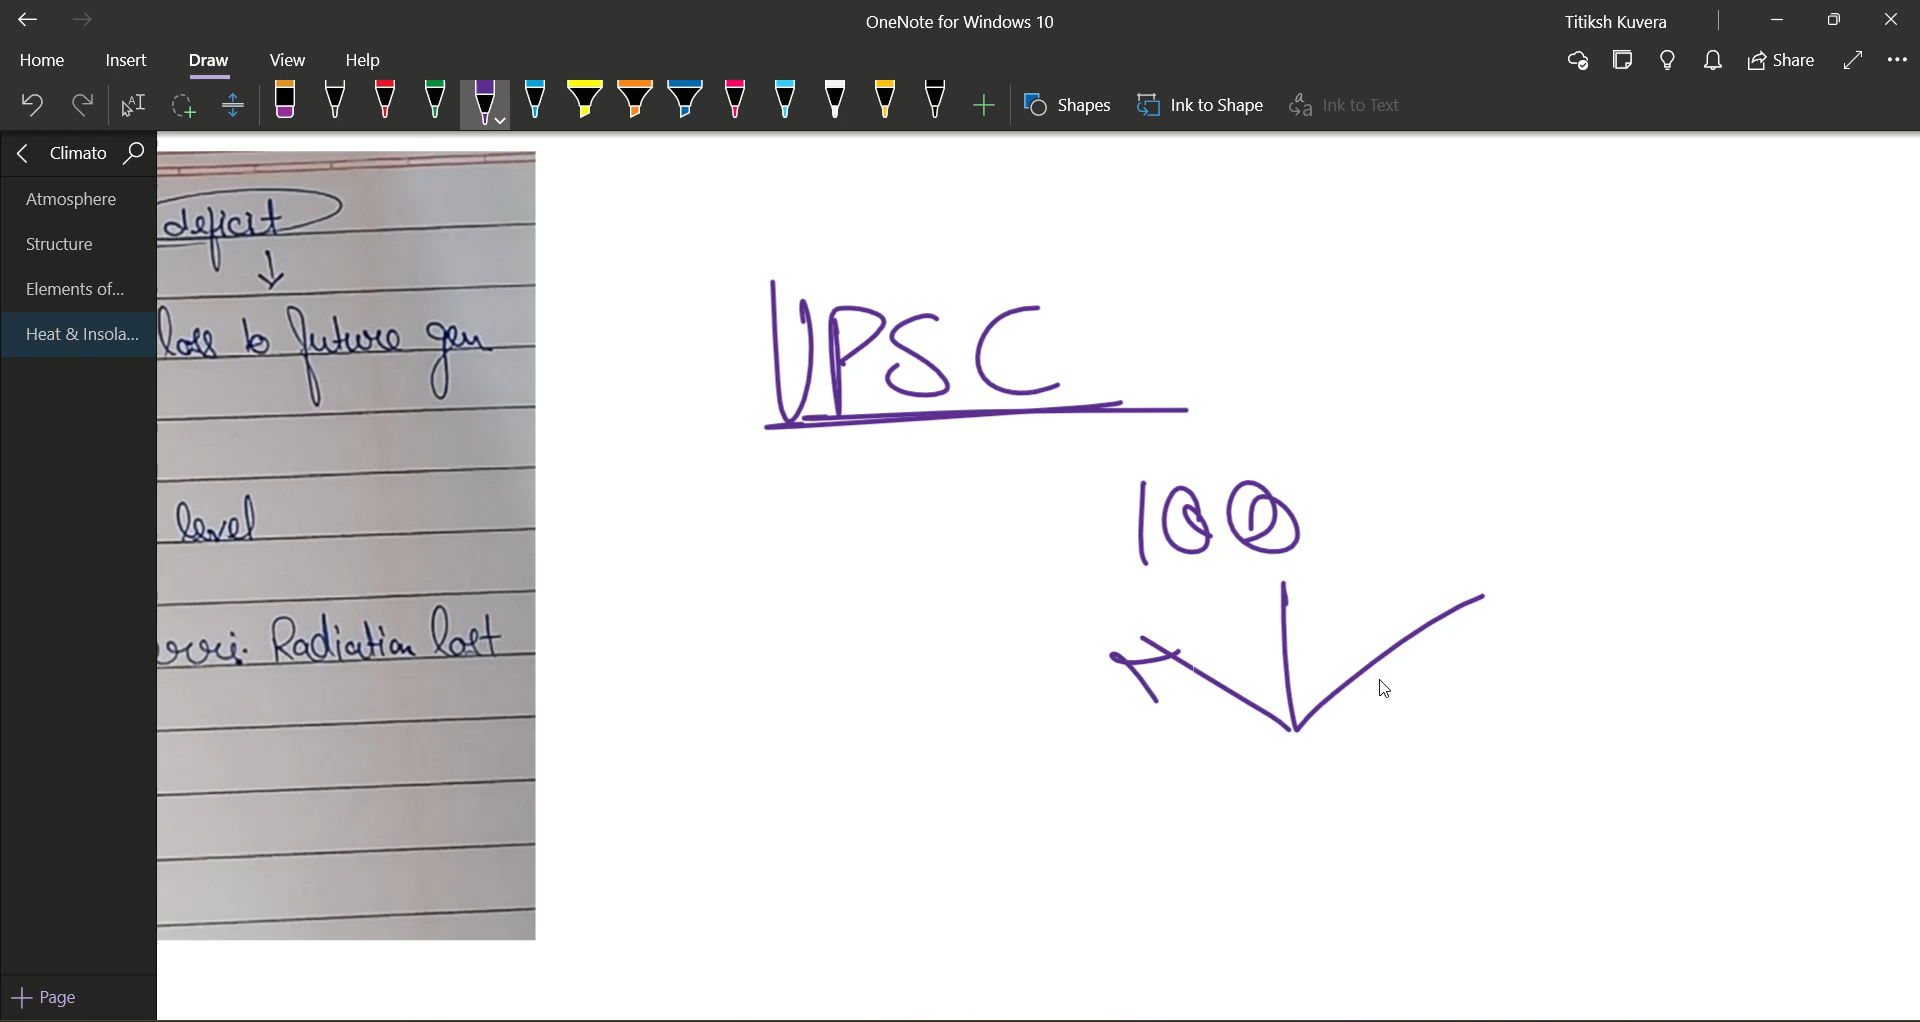 OneNote for Windows 10
Titiksh Kuvera
Home Insert Draw View Help
Share
Shapes Ink to Shape Ink to Text
Climato
Atmosphere
Structure
Elements of...
Heat & Insola...
Page
deficit
loss to future gen
level
Radiation lost
UPSC
100